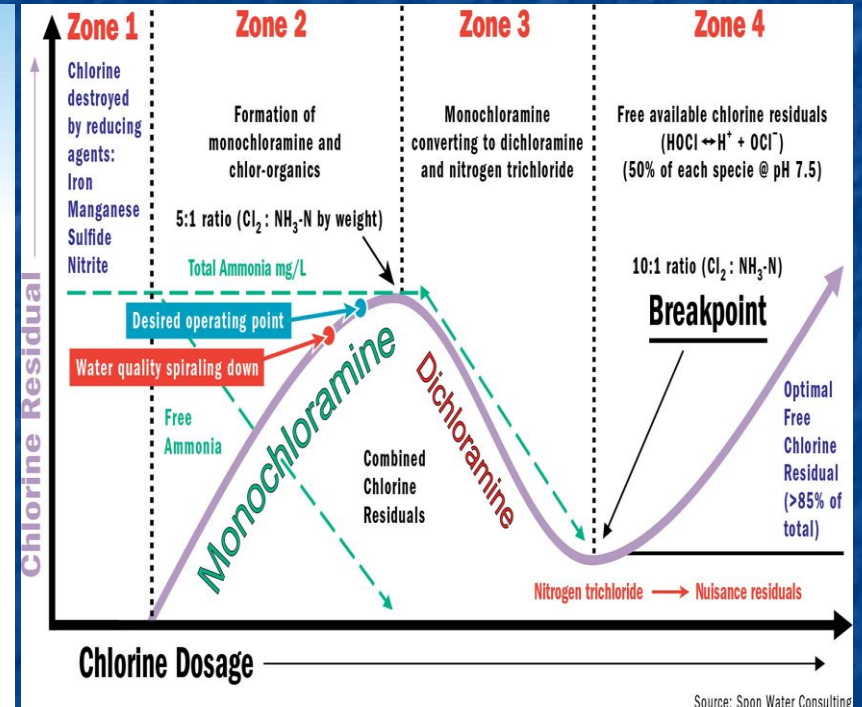 Zone 1
Zone 2
Zone 3
Zone 4
Chlorine
destroyed
by reducing
agents:
Iron
Manganese
Sulfide
Nitrite
Formation of
monochloramine and
chlor-organics
5:1 ratio (Cl₂ : NH₃-N by weight)
Monochloramine
converting to dichloramine
and nitrogen trichloride
Free available chlorine residuals
(HOCl ↔ H⁺ + OCl⁻)
(50% of each specie @ pH 7.5)
10:1 ratio (Cl₂ : NH₃-N)
Breakpoint
Total Ammonia mg/L
Desired operating point
Water quality spiraling down
Free
Ammonia
Monochloramine
Combined
Chlorine
Residuals
Dichloramine
Optimal
Free
Chlorine
Residual
(>85% of
total)
Nitrogen trichloride → Nuisance residuals
Chlorine Residual
Chlorine Dosage
Source: Spon Water Consulting